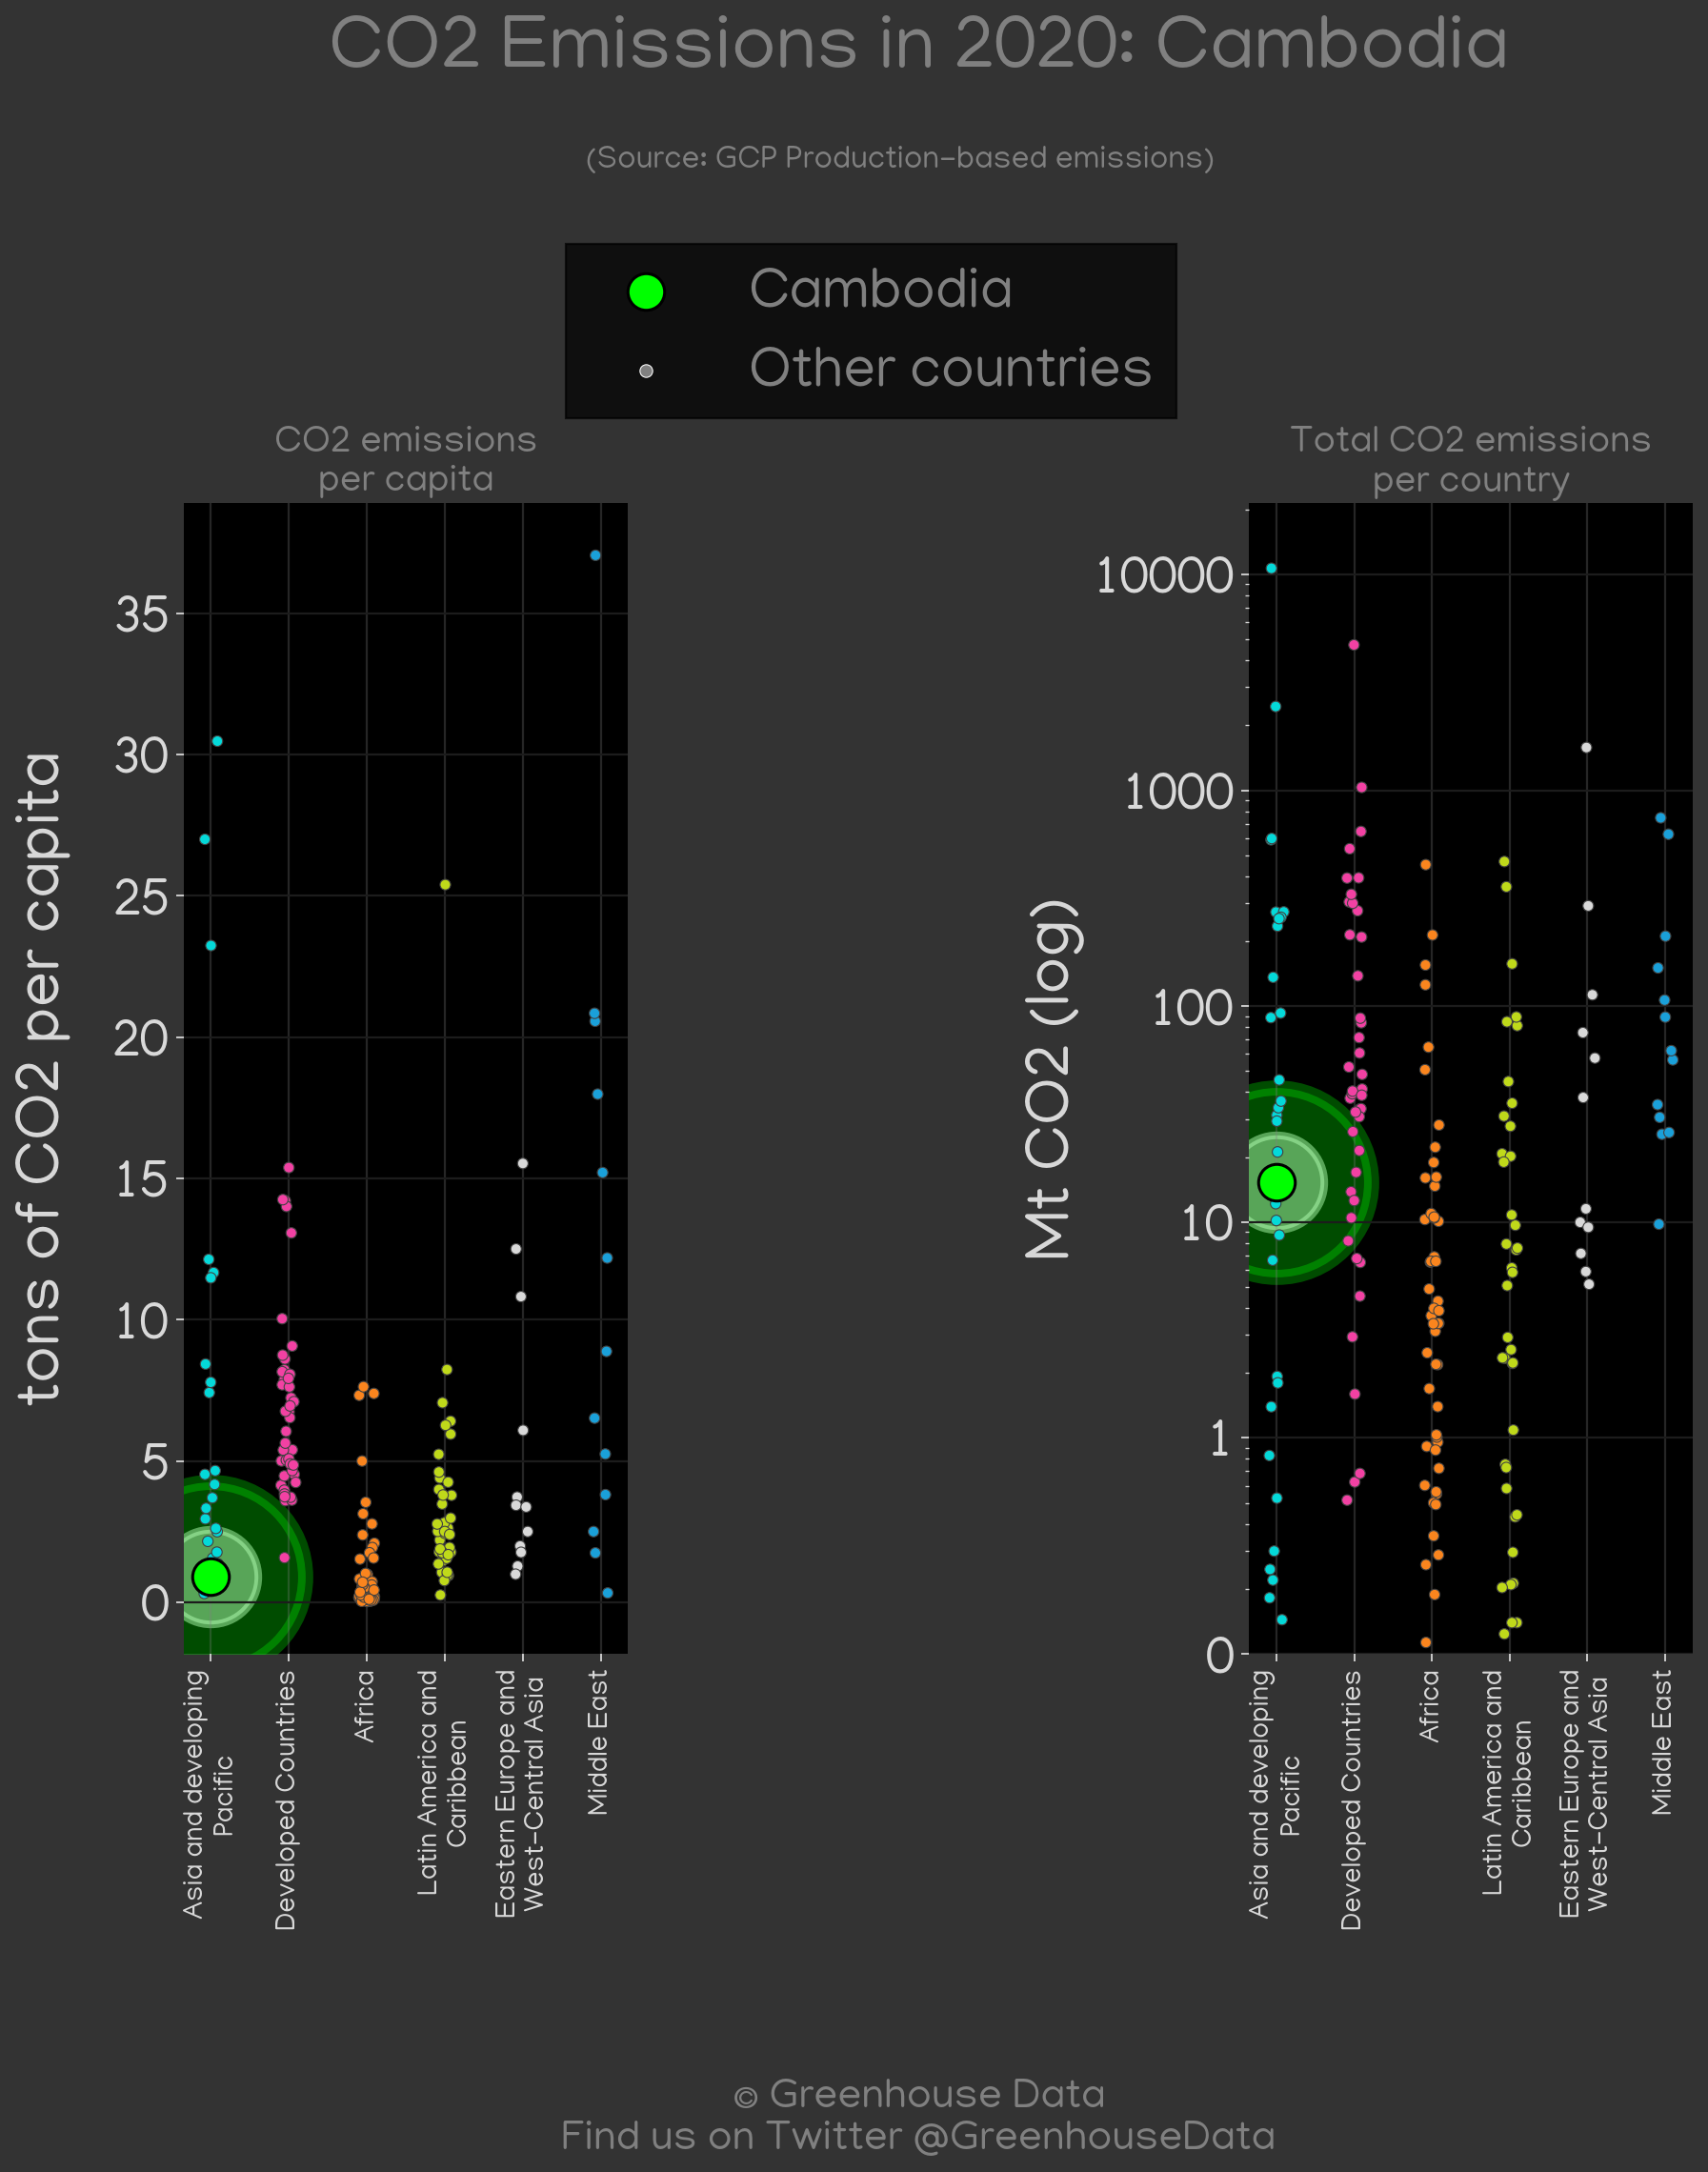 CO2 Emissions in 2020: Cambodia
(Source: GCP Production-based emissions)
Cambodia
Other countries
CO2 emissions
per capita
tons of CO2 per capita
35
30
25
20
15
10
5
0
Asia and developing
Pacific
Developed Countries
Africa
Latin America and
Caribbean
Eastern Europe and
West-Central Asia
Middle East
Total CO2 emissions
per country
Mt CO2 (log)
10000
1000
100
10
1
0
Asia and developing
Pacific
Developed Countries
Africa
Latin America and
Caribbean
Eastern Europe and
West-Central Asia
Middle East
© Greenhouse Data
Find us on Twitter @GreenhouseData